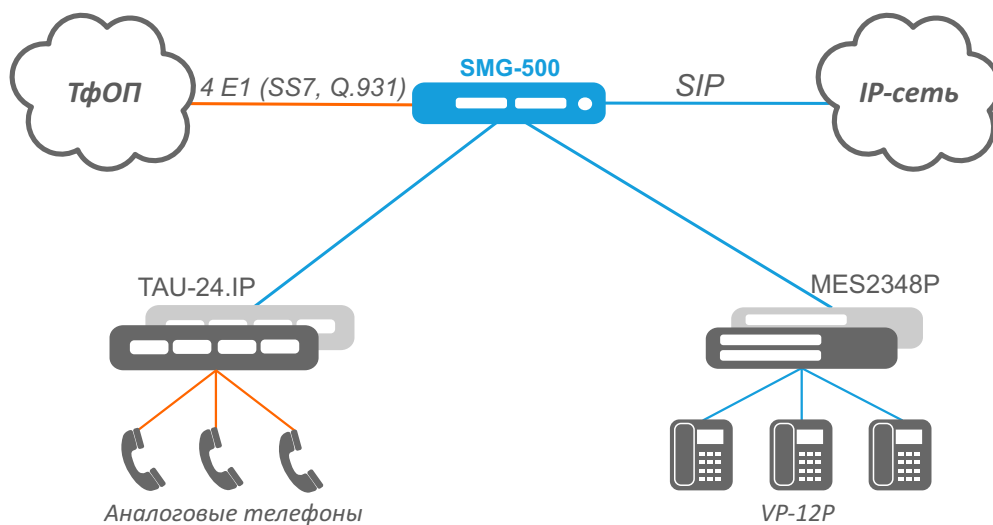 SMG-500
ТфОП
4 E1 (SS7, Q.931)
SIP
IP-сеть
TAU-24.IP
MES2348P
Аналоговые телефоны
VP-12P